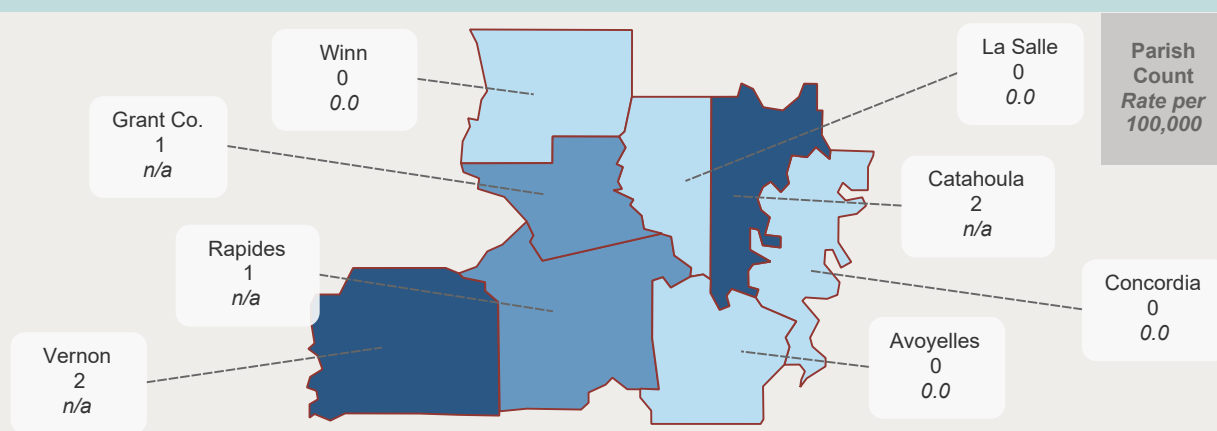 Winn
0
0.0
La Salle
0
0.0
Parish
Count
Rate per
100,000
Grant Co.
1
n/a
Catahoula
2
n/a
Rapides
1
n/a
Concordia
0
0.0
Vernon
2
n/a
Avoyelles
0
0.0